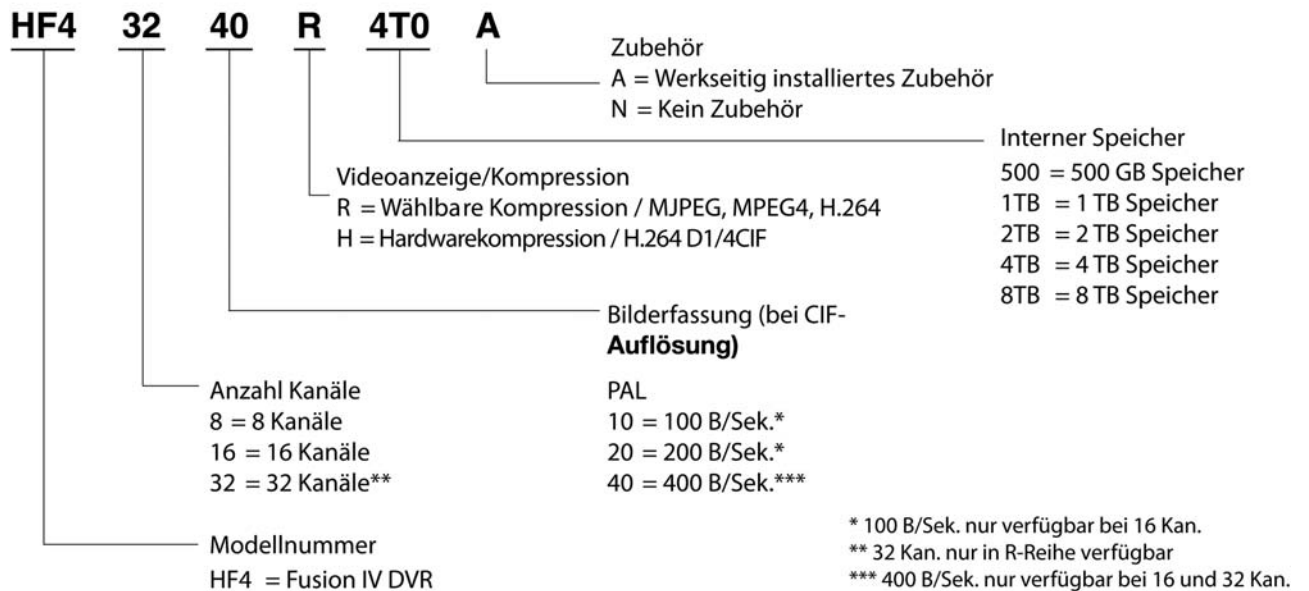 HF4 32 40 R 4T0 A
Zubehör
A = Werkseitig installiertes Zubehör
N = Kein Zubehör
Interner Speicher
500 = 500 GB Speicher
1TB = 1 TB Speicher
2TB = 2 TB Speicher
4TB = 4 TB Speicher
8TB = 8 TB Speicher
Videoanzeige/Kompression
R = Wählbare Kompression / MJPEG, MPEG4, H.264
H = Hardwarekompression / H.264 D1/4CIF
Bilderfassung (bei CIF-
Auflösung)
PAL
10 = 100 B/Sek.*
20 = 200 B/Sek.*
40 = 400 B/Sek.***
Anzahl Kanäle
8 = 8 Kanäle
16 = 16 Kanäle
32 = 32 Kanäle**
Modellnummer
HF4 = Fusion IV DVR
* 100 B/Sek. nur verfügbar bei 16 Kan.
** 32 Kan. nur in R-Reihe verfügbar
*** 400 B/Sek. nur verfügbar bei 16 und 32 Kan.